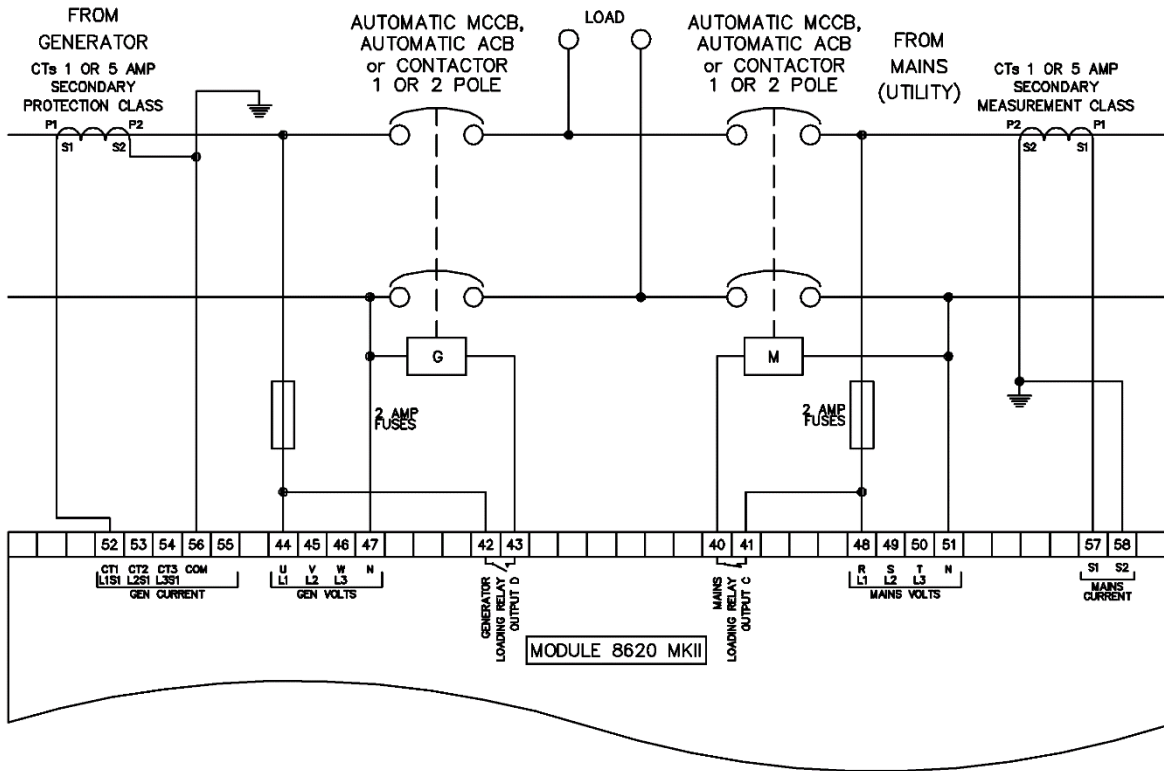 FROM
GENERATOR
CTs 1 OR 5 AMP
SECONDARY
PROTECTION CLASS
P1
P2
S1
S2
AUTOMATIC MCCB,
AUTOMATIC ACB
or CONTACTOR
1 OR 2 POLE
LOAD
AUTOMATIC MCCB,
AUTOMATIC ACB
or CONTACTOR
1 OR 2 POLE
FROM
MAINS
(UTILITY)
CTs 1 OR 5 AMP
SECONDARY
MEASUREMENT CLASS
P2
P1
S2
S1
G
M
2 AMP
FUSES
2 AMP
FUSES
52 53 54 56 55
44 45 46 47
42 43
40 41
48 49 50 51
57 58
CT1 CT2 CT3 COM
L1S1 L2S1 L3S1
GEN CURRENT
U V W N
L1 L2 L3
GEN VOLTS
GENERATOR
LOADING RELAY
OUTPUT D
MODULE 8620 MKII
MAINS
LOADING RELAY
OUTPUT C
R S T N
L1 L2 L3
MAINS VOLTS
S1 S2
MAINS
CURRENT